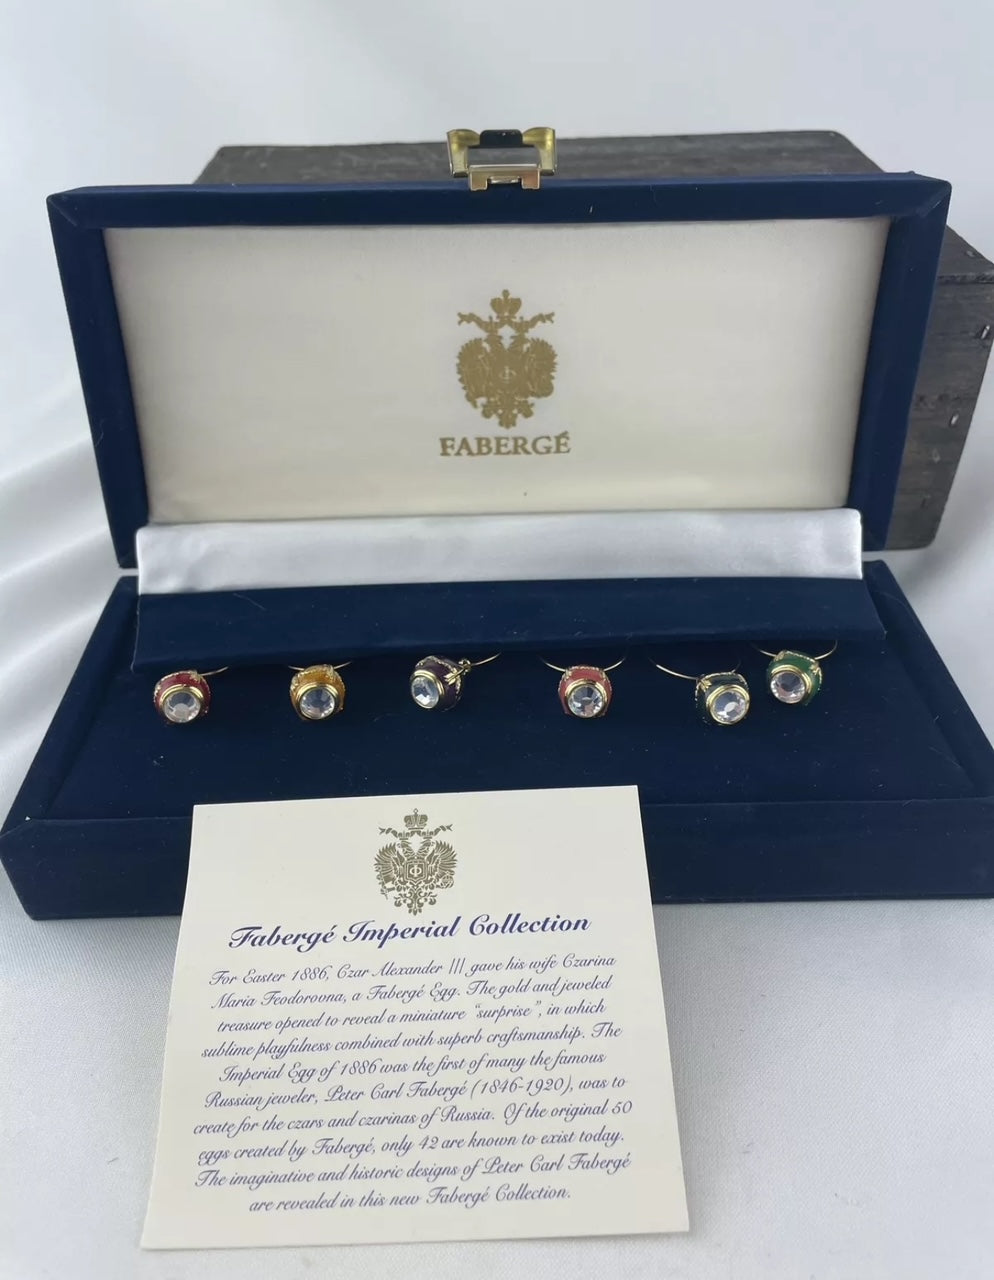 FABERGÉ
Fabergé Imperial Collection
For Easter 1886, Czar Alexander III gave his wife Czarina
Maria Feodorovna, a Fabergé Egg. The gold and jeweled
treasure opened to reveal a miniature "surprise", in which
sublime playfulness combined with superb craftsmanship. The
Imperial Egg of 1886 was the first of many the famous
Russian jeweler, Peter Carl Fabergé (1846-1920), was to
create for the czars and czarinas of Russia. Of the original 50
eggs created by Fabergé, only 42 are known to exist today.
The imaginative and historic designs of Peter Carl Fabergé
are revealed in this new Fabergé Collection.